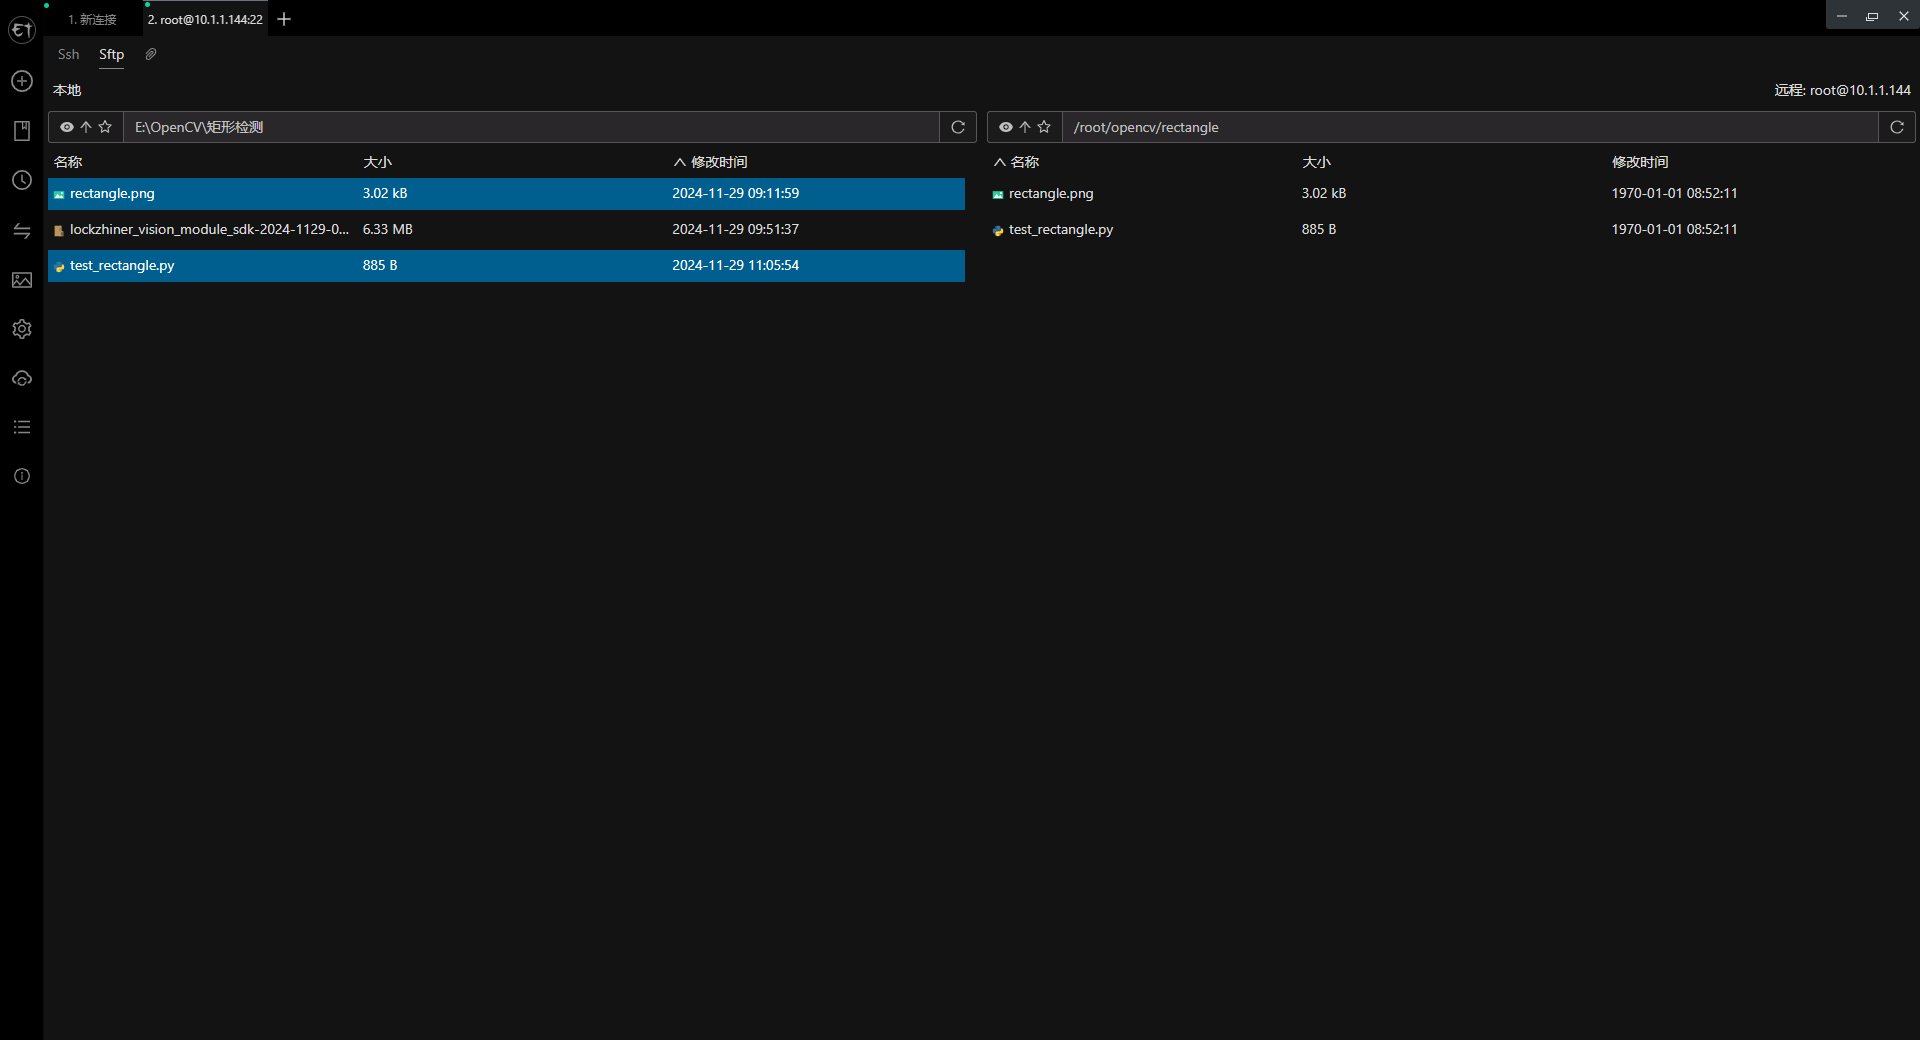 1. 新连接
2. root@10.1.1.144:22
Ssh
Sftp
本地
远程: root@10.1.1.144
E:\OpenCV\矩形检测
/root/opencv/rectangle
名称 大小 修改时间
rectangle.png 3.02 kB 2024-11-29 09:11:59
lockzhiner_vision_module_sdk-2024-1129-0... 6.33 MB 2024-11-29 09:51:37
test_rectangle.py 885 B 2024-11-29 11:05:54
名称 大小 修改时间
rectangle.png 3.02 kB 1970-01-01 08:52:11
test_rectangle.py 885 B 1970-01-01 08:52:11